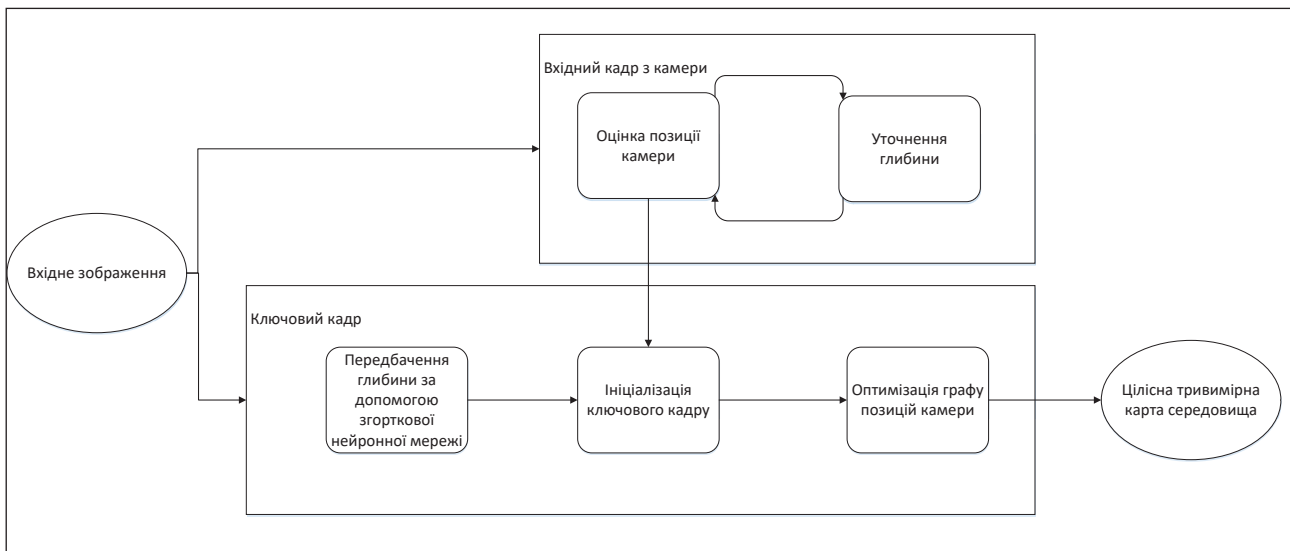 Вхідний кадр з камери
Оцінка позиції
камери
Уточнення
глибини
Вхідне зображення
Ключовий кадр
Передбачення
глибини за
допомогою
згорткової
нейронної мережі
Ініціалізація
ключового кадру
Оптимізація графу
позицій камери
Цілісна тривимірна
карта середовища